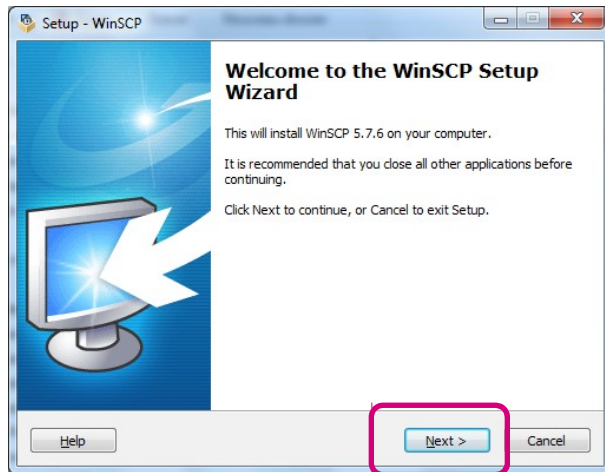 Setup - WinSCP
Welcome to the WinSCP Setup
Wizard
This will install WinSCP 5.7.6 on your computer.
It is recommended that you close all other applications before
continuing.
Click Next to continue, or Cancel to exit Setup.
Help
Next >
Cancel